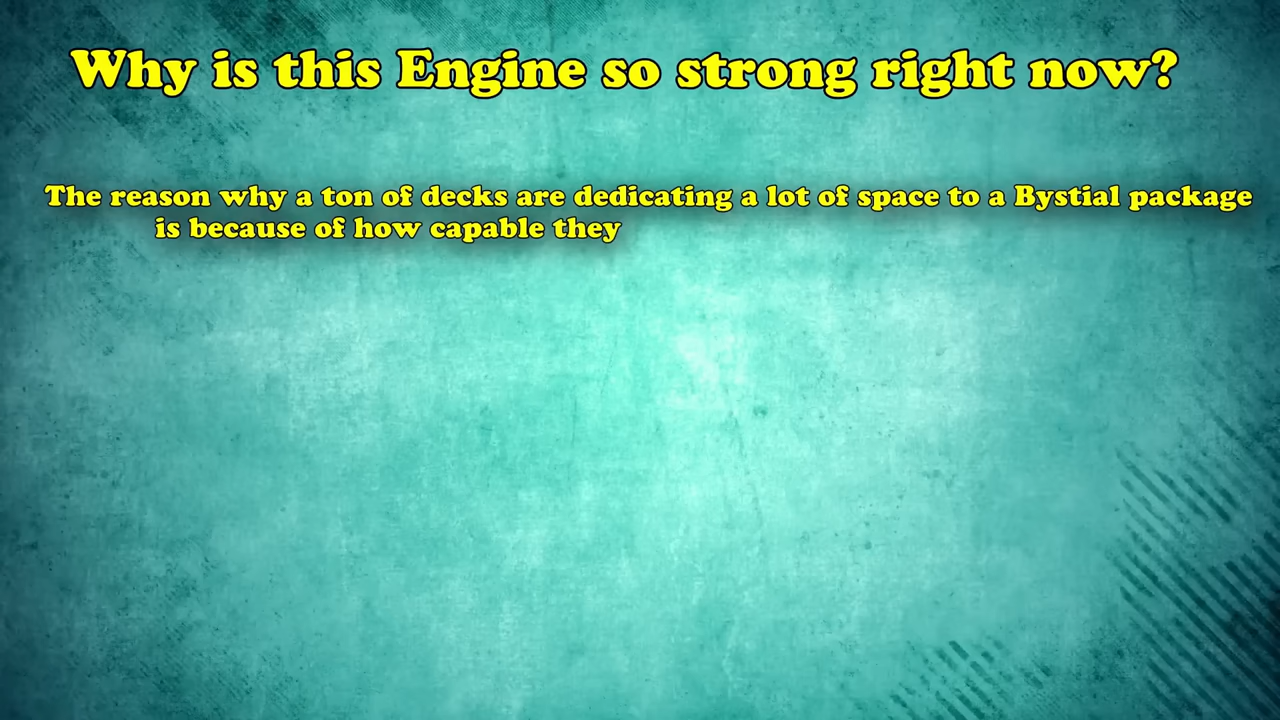 Why is this Engine so strong right now?
The reason why a ton of decks are dedicating a lot of space to a Bystial package
is because of how capable they